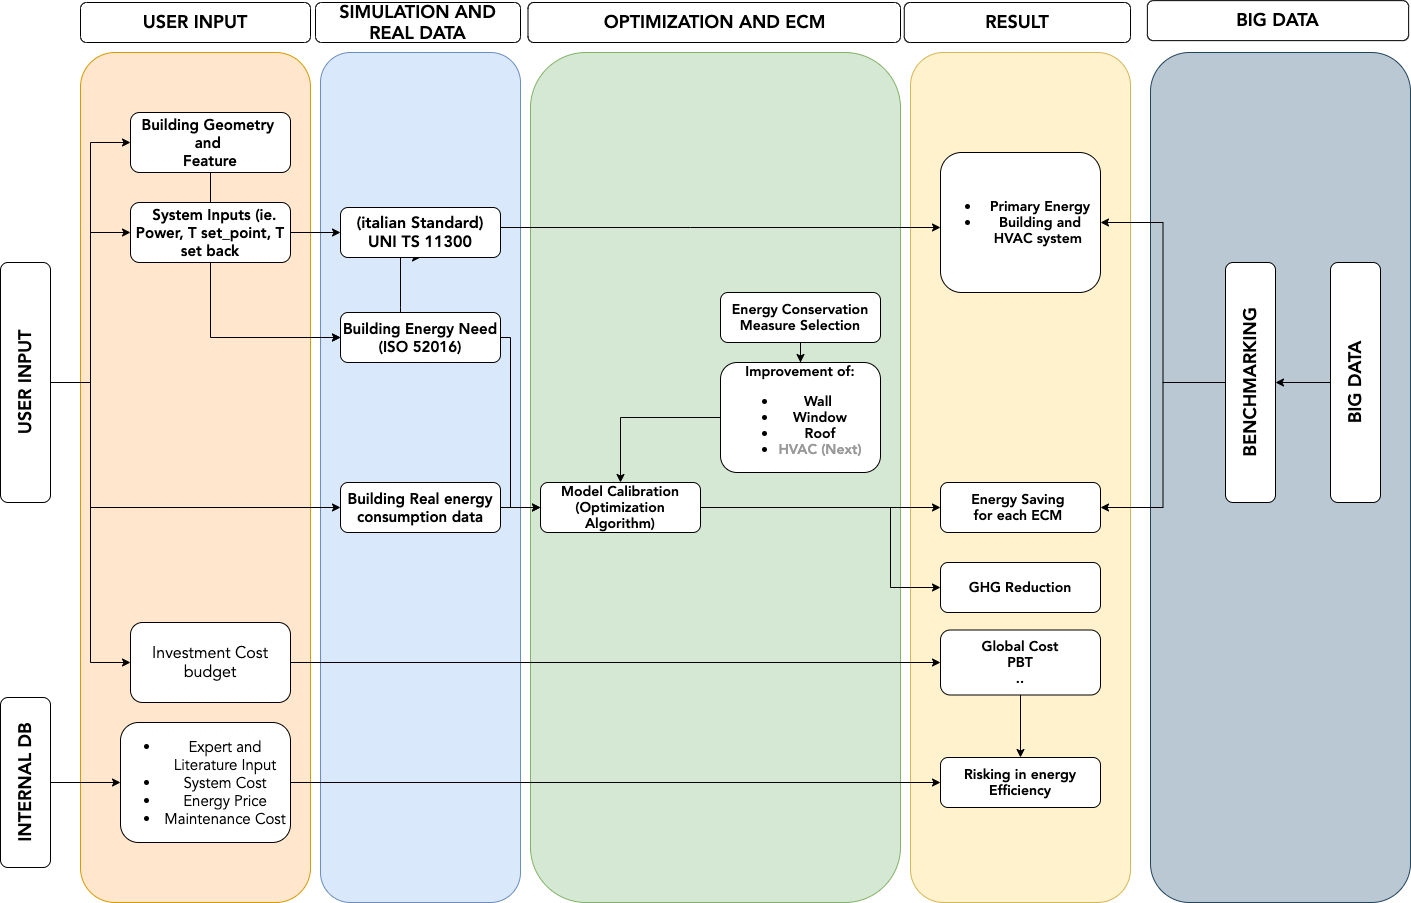 USER INPUT
SIMULATION AND
REAL DATA
OPTIMIZATION AND ECM
RESULT
BIG DATA
USER INPUT
INTERNAL DB
Building Geometry
and
Feature
System Inputs (ie.
Power, T set_point, T
set back
Investment Cost
budget
Expert and
Literature Input
System Cost
Energy Price
Maintenance Cost
(italian Standard)
UNI TS 11300
Building Energy Need
(ISO 52016)
Building Real energy
consumption data
Energy Conservation
Measure Selection
Improvement of:
Wall
Window
Roof
HVAC (Next)
Model Calibration
(Optimization
Algorithm)
Primary Energy
Building and
HVAC system
Energy Saving
for each ECM
GHG Reduction
Global Cost
PBT
..
Risking in energy
Efficiency
BENCHMARKING
BIG DATA